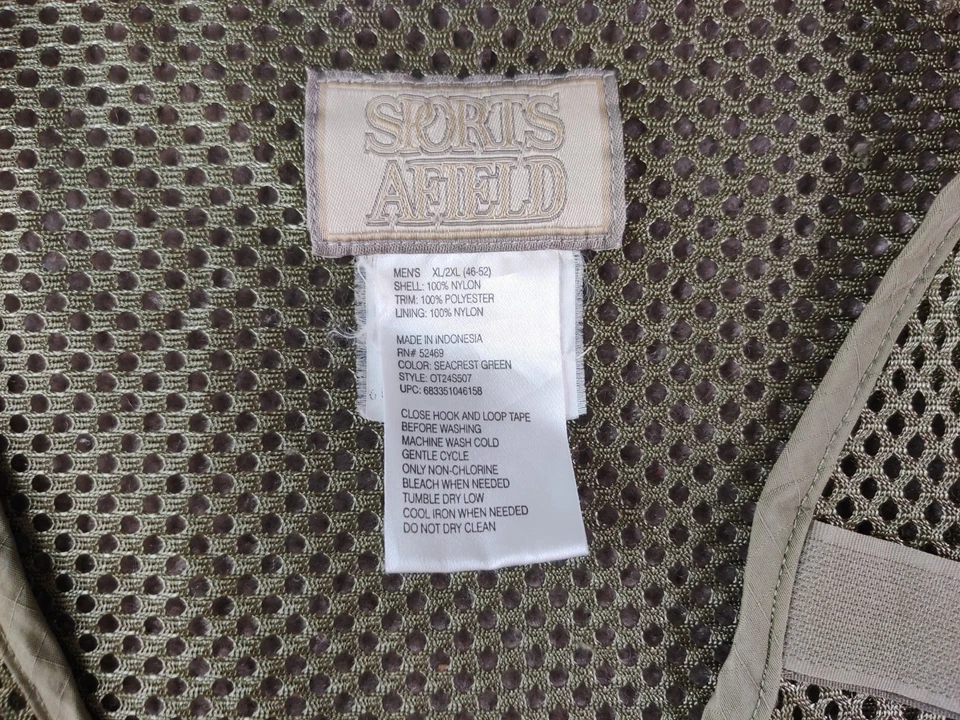 SPORTS
AFIELD
MEN'S XL/2XL (46-52)
SHELL: 100% NYLON
TRIM: 100% POLYESTER
LINING: 100% NYLON
MADE IN INDONESIA
RN# 52469
COLOR: SEACREST GREEN
STYLE: OT24S507
UPC: 683351046158
CLOSE HOOK AND LOOP TAPE
BEFORE WASHING
MACHINE WASH COLD
GENTLE CYCLE
ONLY NON-CHLORINE
BLEACH WHEN NEEDED
TUMBLE DRY LOW
COOL IRON WHEN NEEDED
DO NOT DRY CLEAN